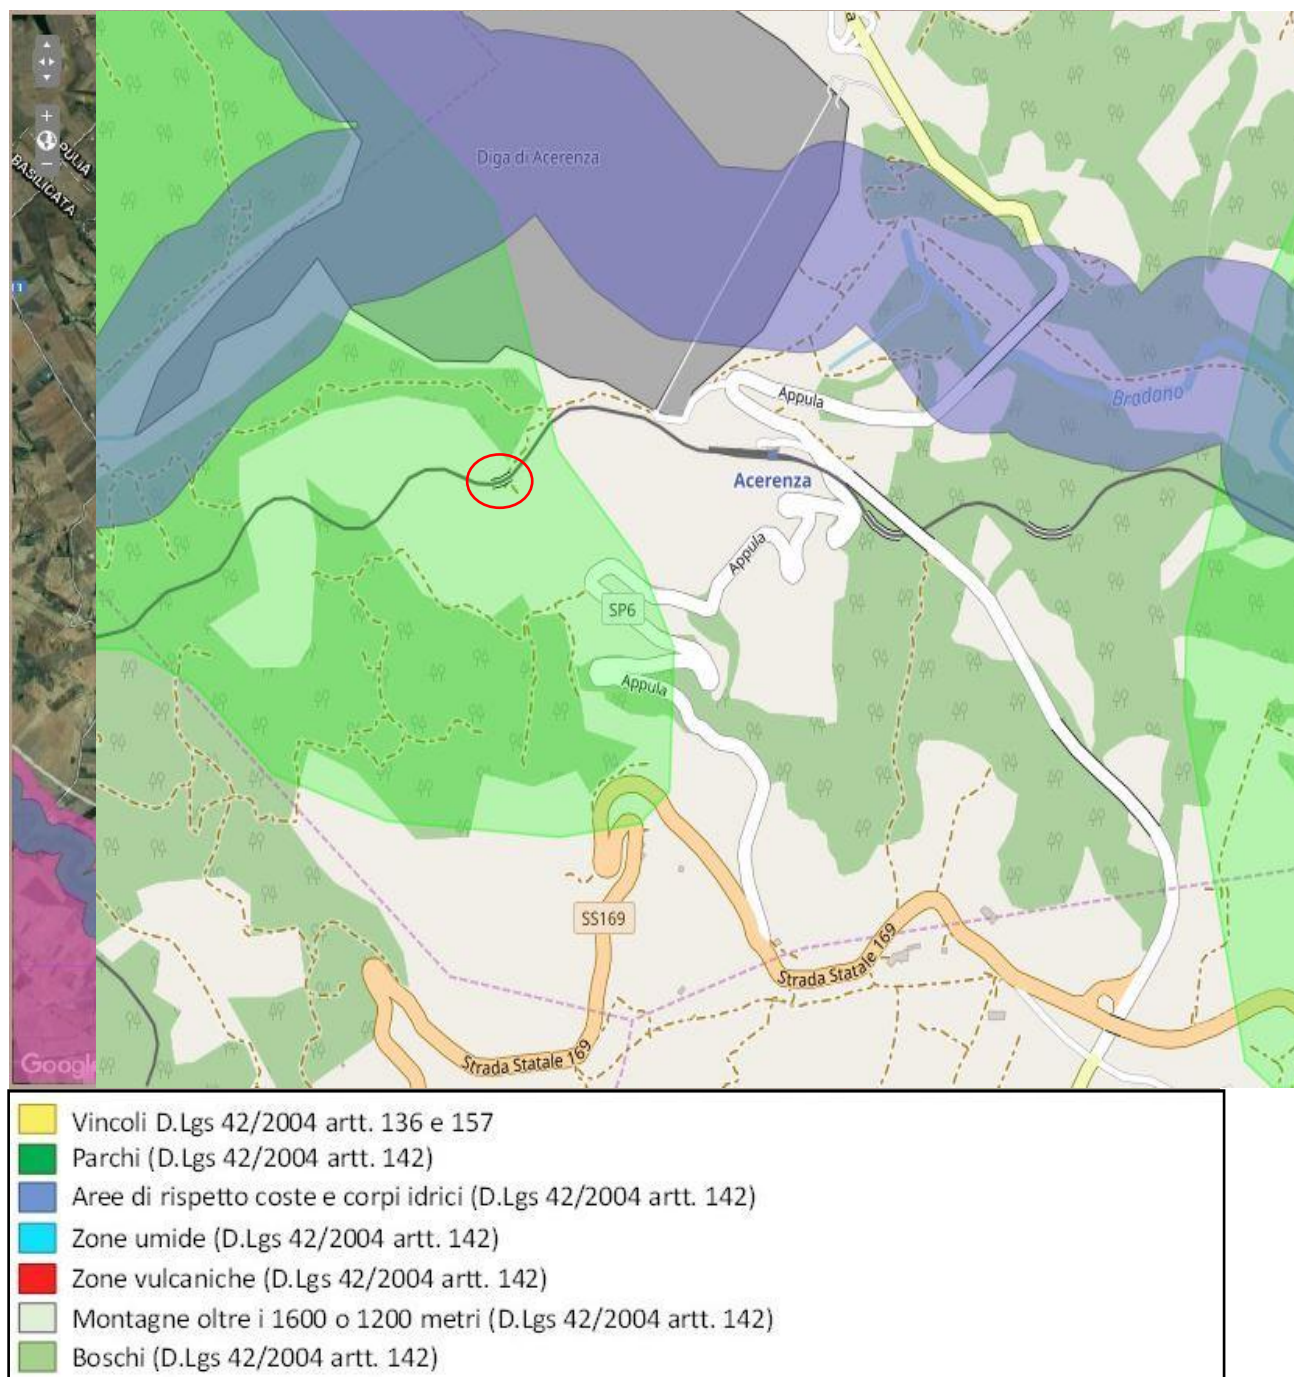 PULIA
BASILICATA
Diga di Acerenza
Appula
Bradano
Acerenza
Appula
SP6
Appula
SS169
Strada Statale 169
Strada Statale 169
Googl
Vincoli D.Lgs 42/2004 artt. 136 e 157
Parchi (D.Lgs 42/2004 artt. 142)
Aree di rispetto coste e corpi idrici (D.Lgs 42/2004 artt. 142)
Zone umide (D.Lgs 42/2004 artt. 142)
Zone vulcaniche (D.Lgs 42/2004 artt. 142)
Montagne oltre i 1600 o 1200 metri (D.Lgs 42/2004 artt. 142)
Boschi (D.Lgs 42/2004 artt. 142)